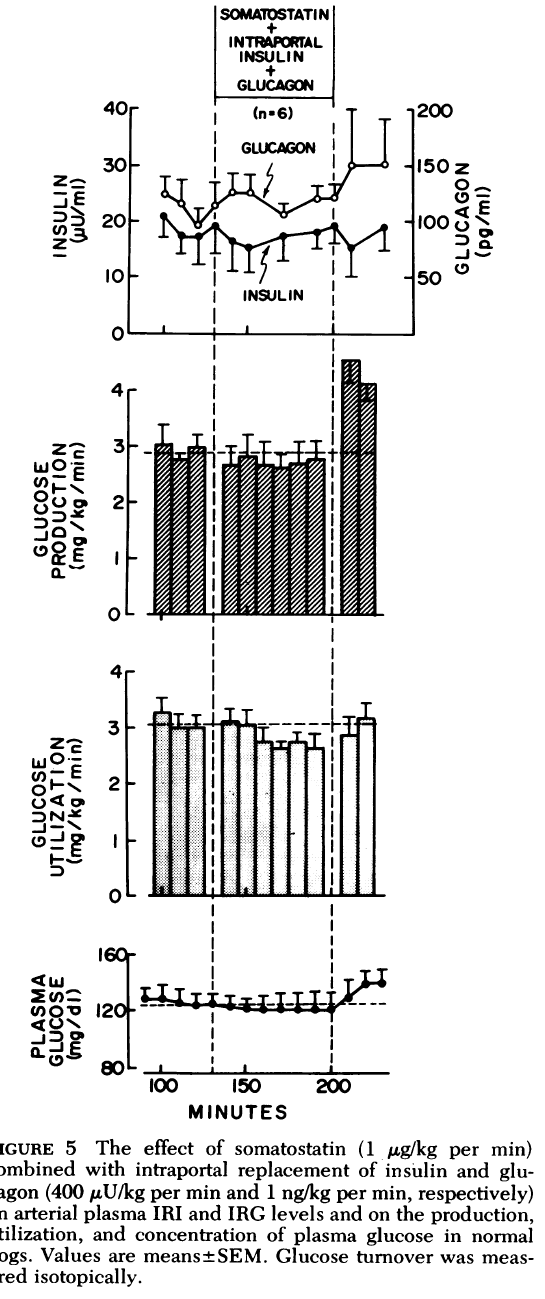 SOMATOSTATIN
+
INTRAPORTAL
INSULIN
+
GLUCAGON
(n=6)
40
30
20
10
0
INSULIN
(μU/ml)
GLUCAGON
INSULIN
200
150
100
50
GLUCAGON
(pg/ml)
4
3
2
1
0
GLUCOSE
PRODUCTION
(mg/kg/min)
4
3
2
1
0
GLUCOSE
UTILIZATION
(mg/kg/min)
160
120
80
PLASMA
GLUCOSE
(mg/dl)
100 150 200
MINUTES
IGURE 5 The effect of somatostatin (1 μg/kg per min)
ombined with intraportal replacement of insulin and glu-
agon (400 μU/kg per min and 1 ng/kg per min, respectively)
n arterial plasma IRI and IRG levels and on the production,
tilization, and concentration of plasma glucose in normal
ogs. Values are means±SEM. Glucose turnover was meas-
red isotopically.